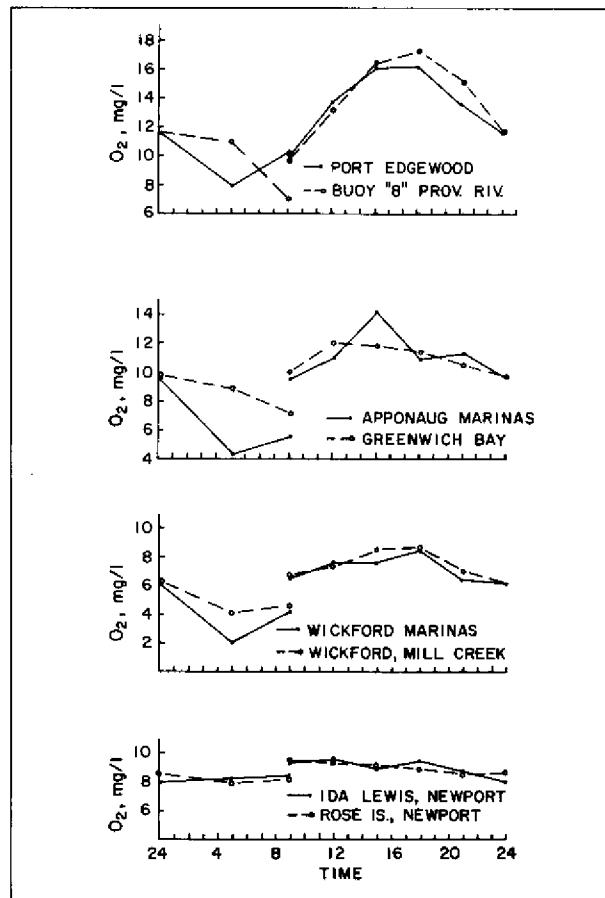 18
16
14
12
10
8
6
O₂, mg/l
PORT EDGEWOOD
BUOY "8" PROV. RIV.
14
12
10
8
6
4
O₂, mg/l
APPONAUG MARINAS
GREENWICH BAY
10
8
6
4
2
O₂, mg/l
WICKFORD MARINAS
WICKFORD, MILL CREEK
10
8
6
4
O₂, mg/l
IDA LEWIS, NEWPORT
ROSE IS., NEWPORT
24 4 8 12 16 20 24
TIME